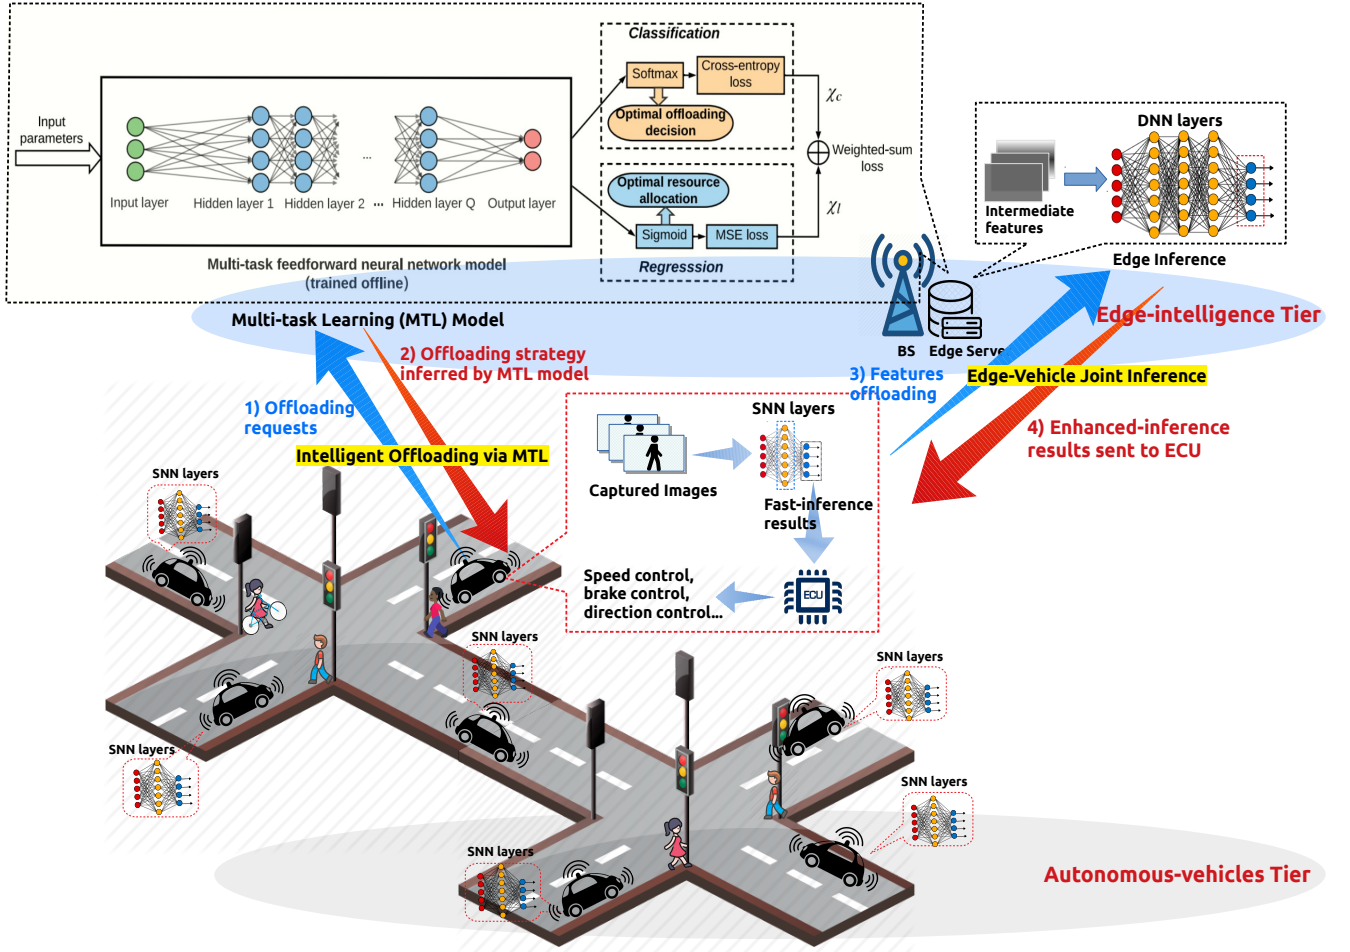 Classification
Softmax
Cross-entropy
loss
Optimal offloading
decision
χc
Input
parameters
Input layer
Hidden layer 1
Hidden layer 2
...
...
Hidden layer Q
Output layer
Weighted-sum
loss
Optimal resource
allocation
χl
Sigmoid
MSE loss
Regresssion
Multi-task feedforward neural network model
(trained offline)
DNN layers
Intermediate
features
Edge Inference
Multi-task Learning (MTL) Model
BS
Edge Serve
Edge-intelligence Tier
1) Offloading
requests
2) Offloading strategy
inferred by MTL model
Intelligent Offloading via MTL
3) Features
offloading
Edge-Vehicle Joint Inference
4) Enhanced-inference
results sent to ECU
Captured Images
SNN layers
Fast-inference
results
ECU
Speed control,
brake control,
direction control...
SNN layers
SNN layers
SNN layers
SNN layers
SNN layers
SNN layers
Autonomous-vehicles Tier